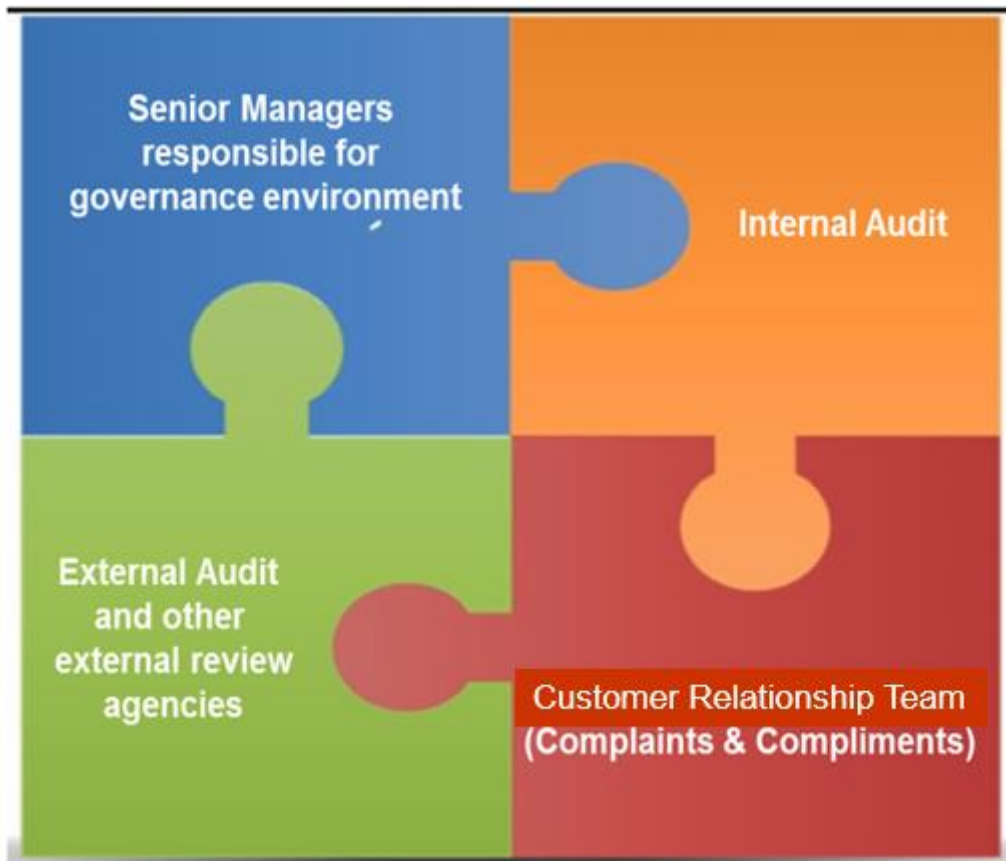 Senior Managers
responsible for
governance environment
Internal Audit
External Audit
and other
external review
agencies
Customer Relationship Team
(Complaints & Compliments)